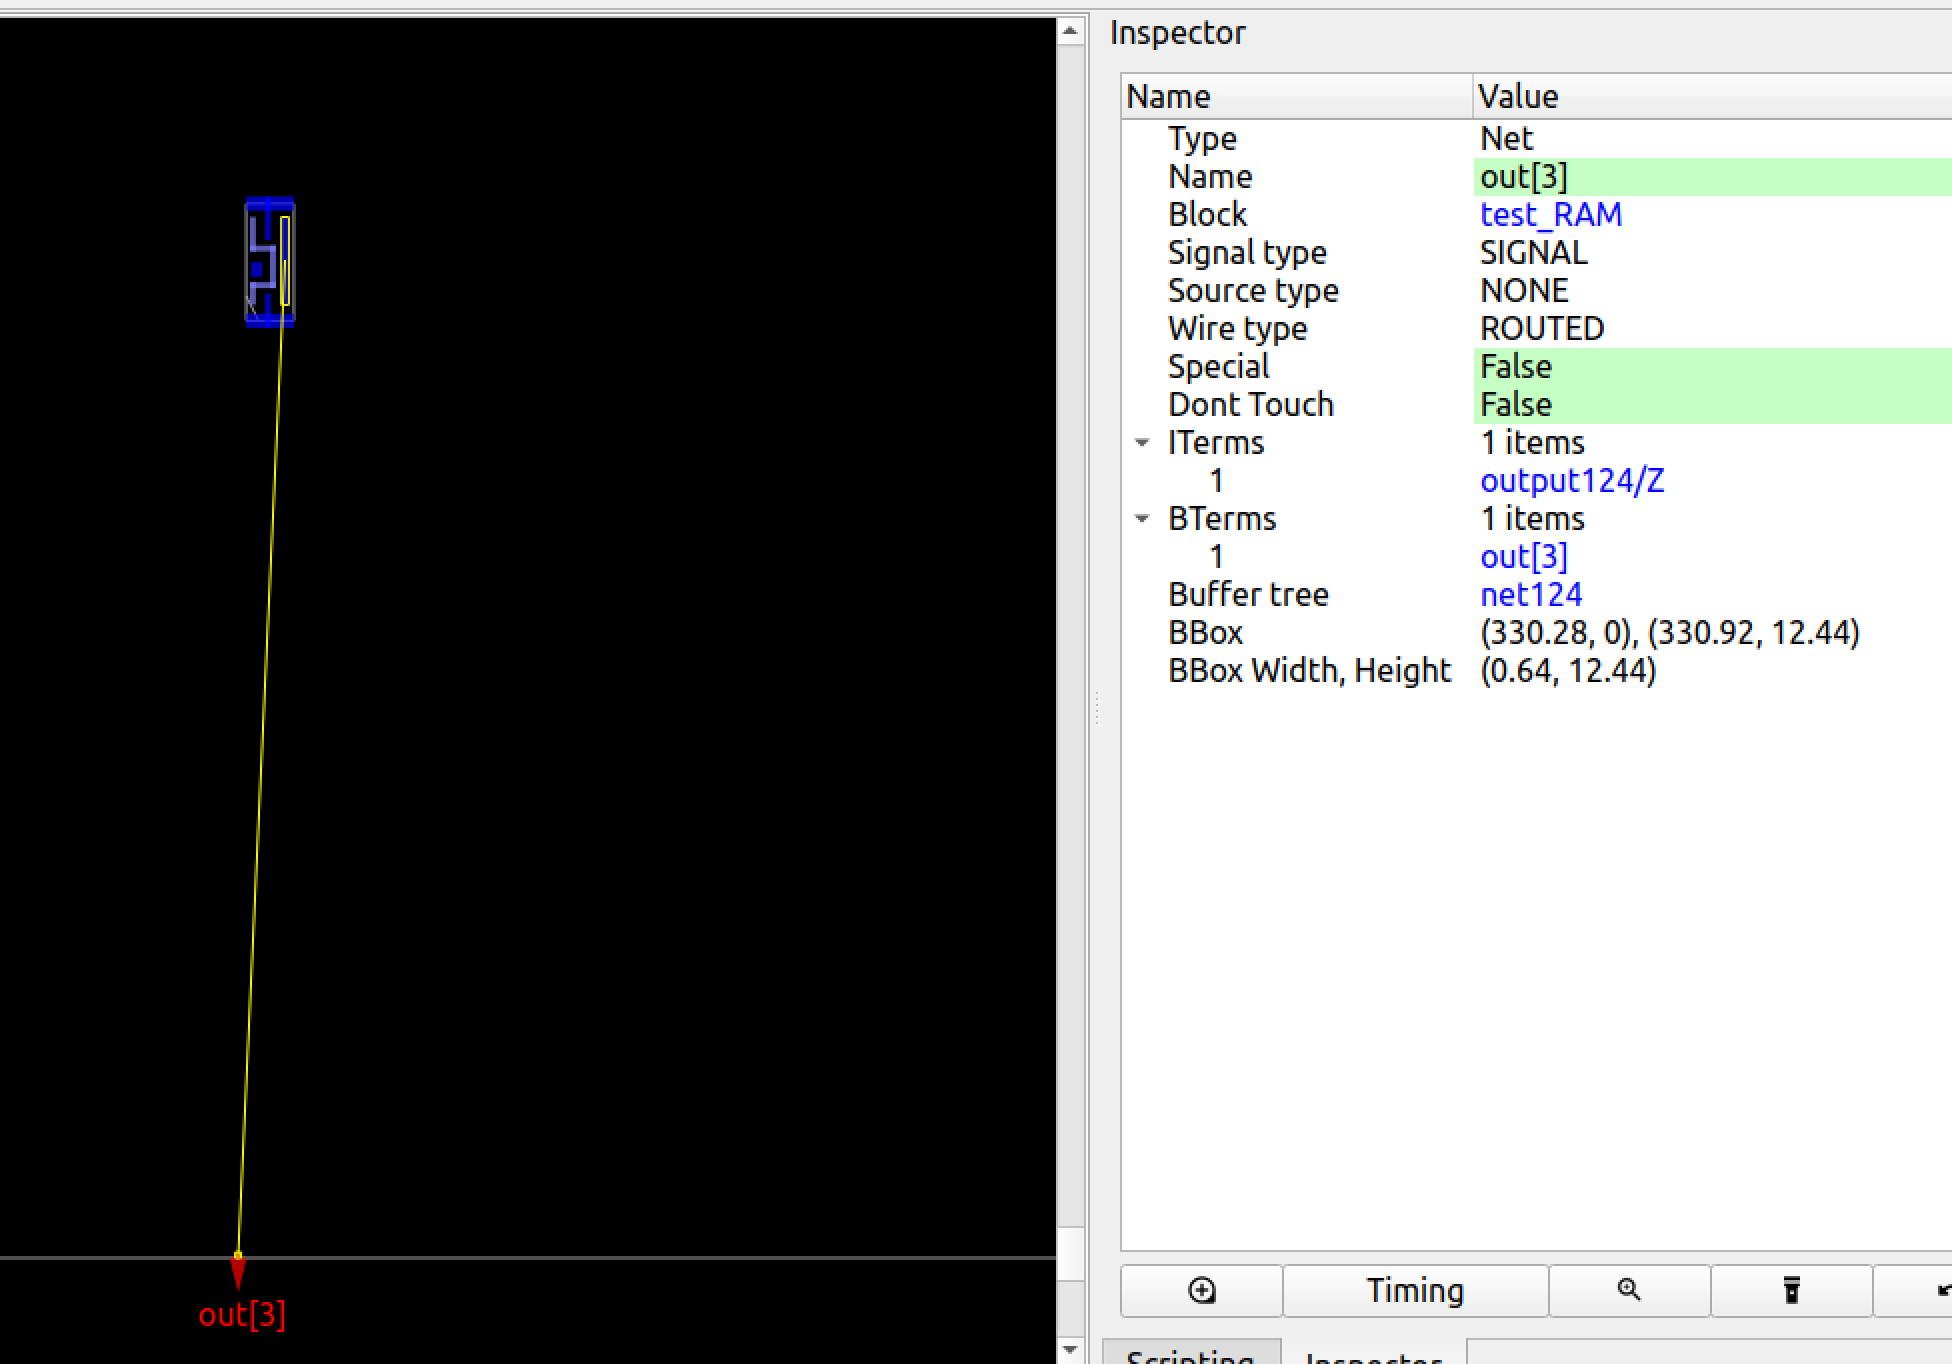 Inspector
Name Value
Type Net
Name out[3]
Block test_RAM
Signal type SIGNAL
Source type NONE
Wire type ROUTED
Special False
Dont Touch False
ITerms 1 items
1 output124/Z
BTerms 1 items
1 out[3]
Buffer tree net124
BBox (330.28, 0), (330.92, 12.44)
BBox Width, Height (0.64, 12.44)
Timing
out[3]
Scripting Inspector